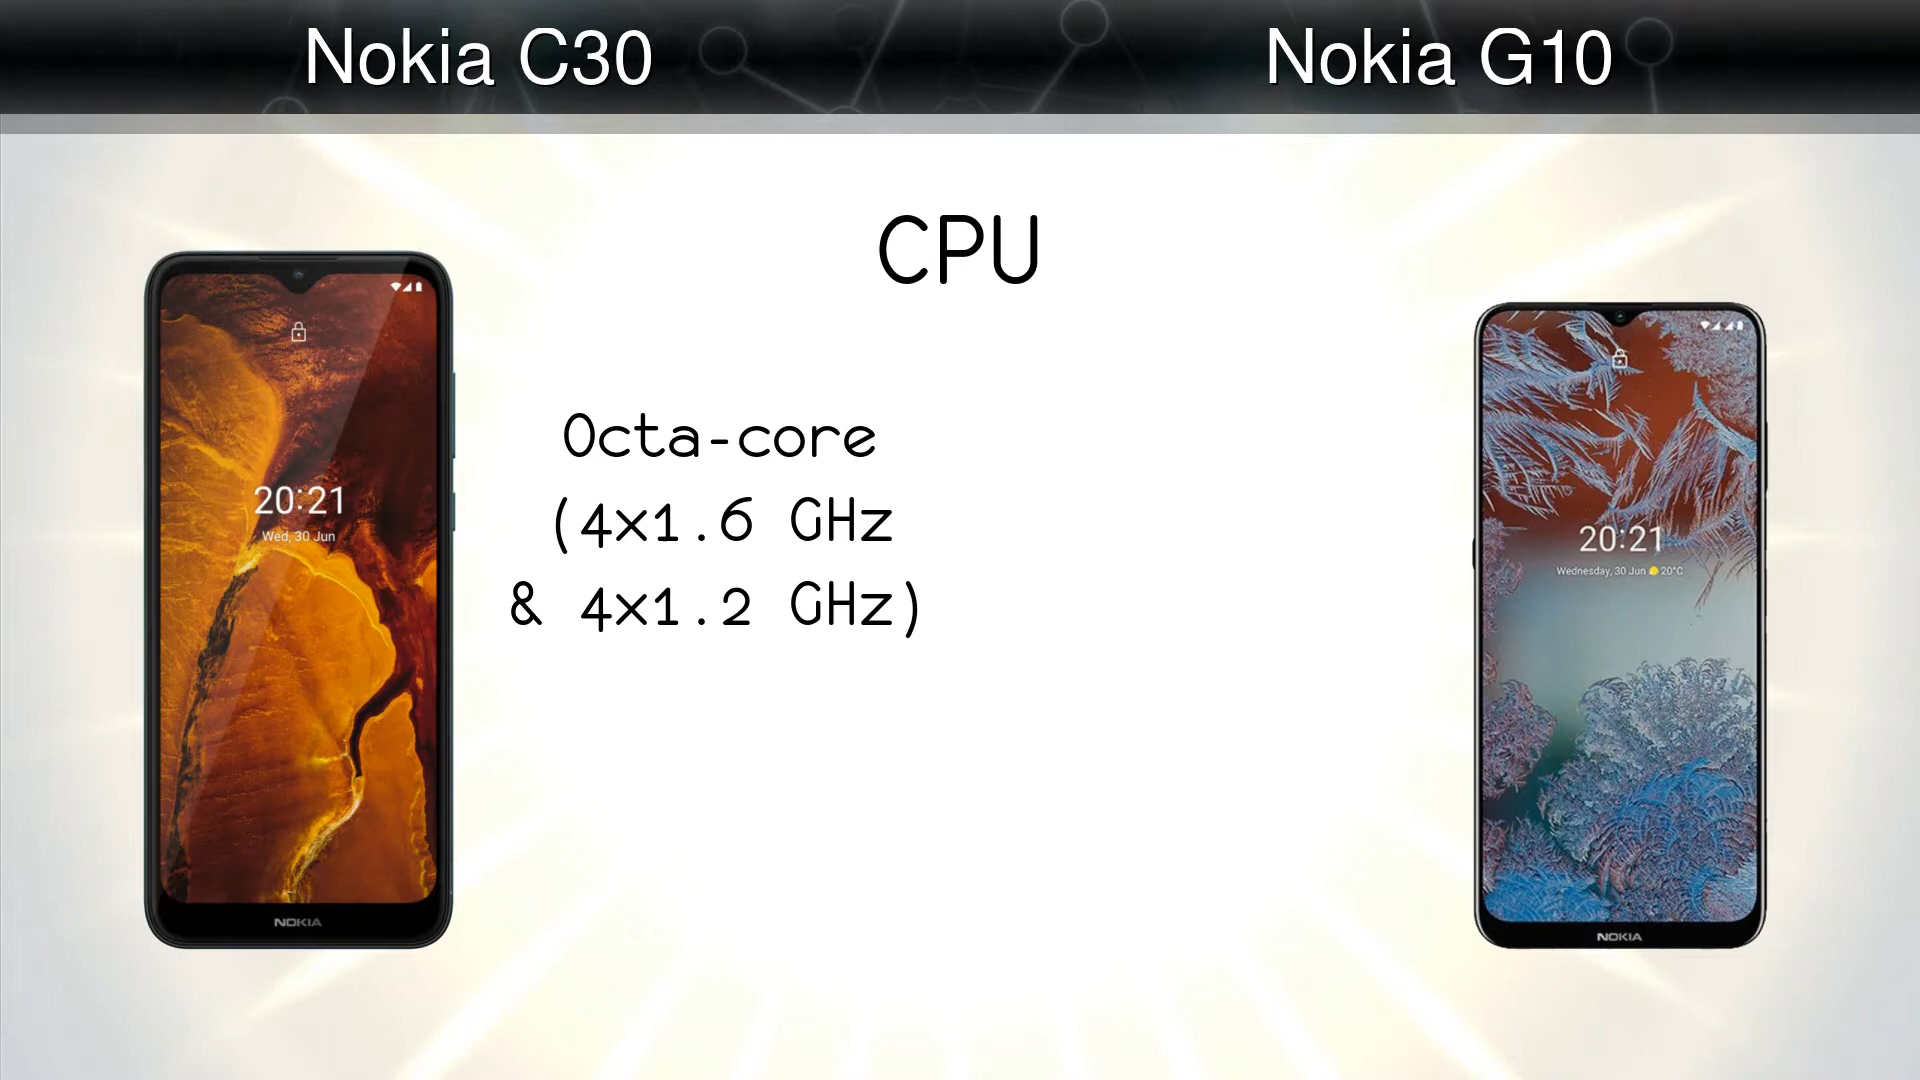 Nokia C30
Nokia G10
CPU
Octa-core
(4x1.6 GHz
& 4x1.2 GHz)
20:21
Wed, 30 Jun
NOKIA
20:21
Wednesday, 30 Jun 20°C
NOKIA